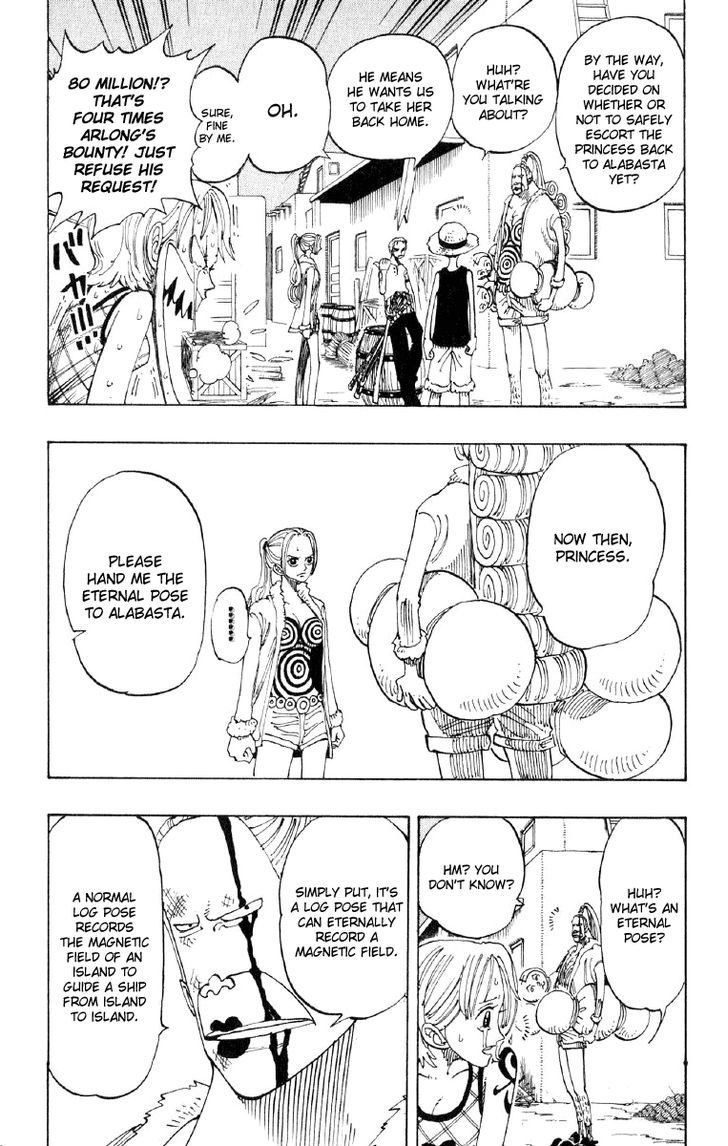 BY THE WAY,
HAVE YOU
DECIDED ON
WHETHER OR
NOT TO SAFELY
ESCORT THE
PRINCESS BACK
TO ALABASTA
YET?
HUH?
WHAT'RE
YOU TALKING
ABOUT?
HE MEANS
HE WANTS US
TO TAKE HER
BACK HOME.
OH.
SURE,
FINE
BY ME.
80 MILLION!?
THAT'S
FOUR TIMES
ARLONG'S
BOUNTY! JUST
REFUSE HIS
REQUEST!
バャ!!!
NOW THEN,
PRINCESS.
......
PLEASE
HAND ME THE
ETERNAL POSE
TO ALABASTA.
HUH?
WHAT'S AN
ETERNAL
POSE?
HM? YOU
DON'T KNOW?
SIMPLY PUT, IT'S
A LOG POSE THAT
CAN ETERNALLY
RECORD A
MAGNETIC FIELD.
A NORMAL
LOG POSE
RECORDS
THE MAGNETIC
FIELD OF AN
ISLAND TO
GUIDE A SHIP
FROM ISLAND
TO ISLAND.